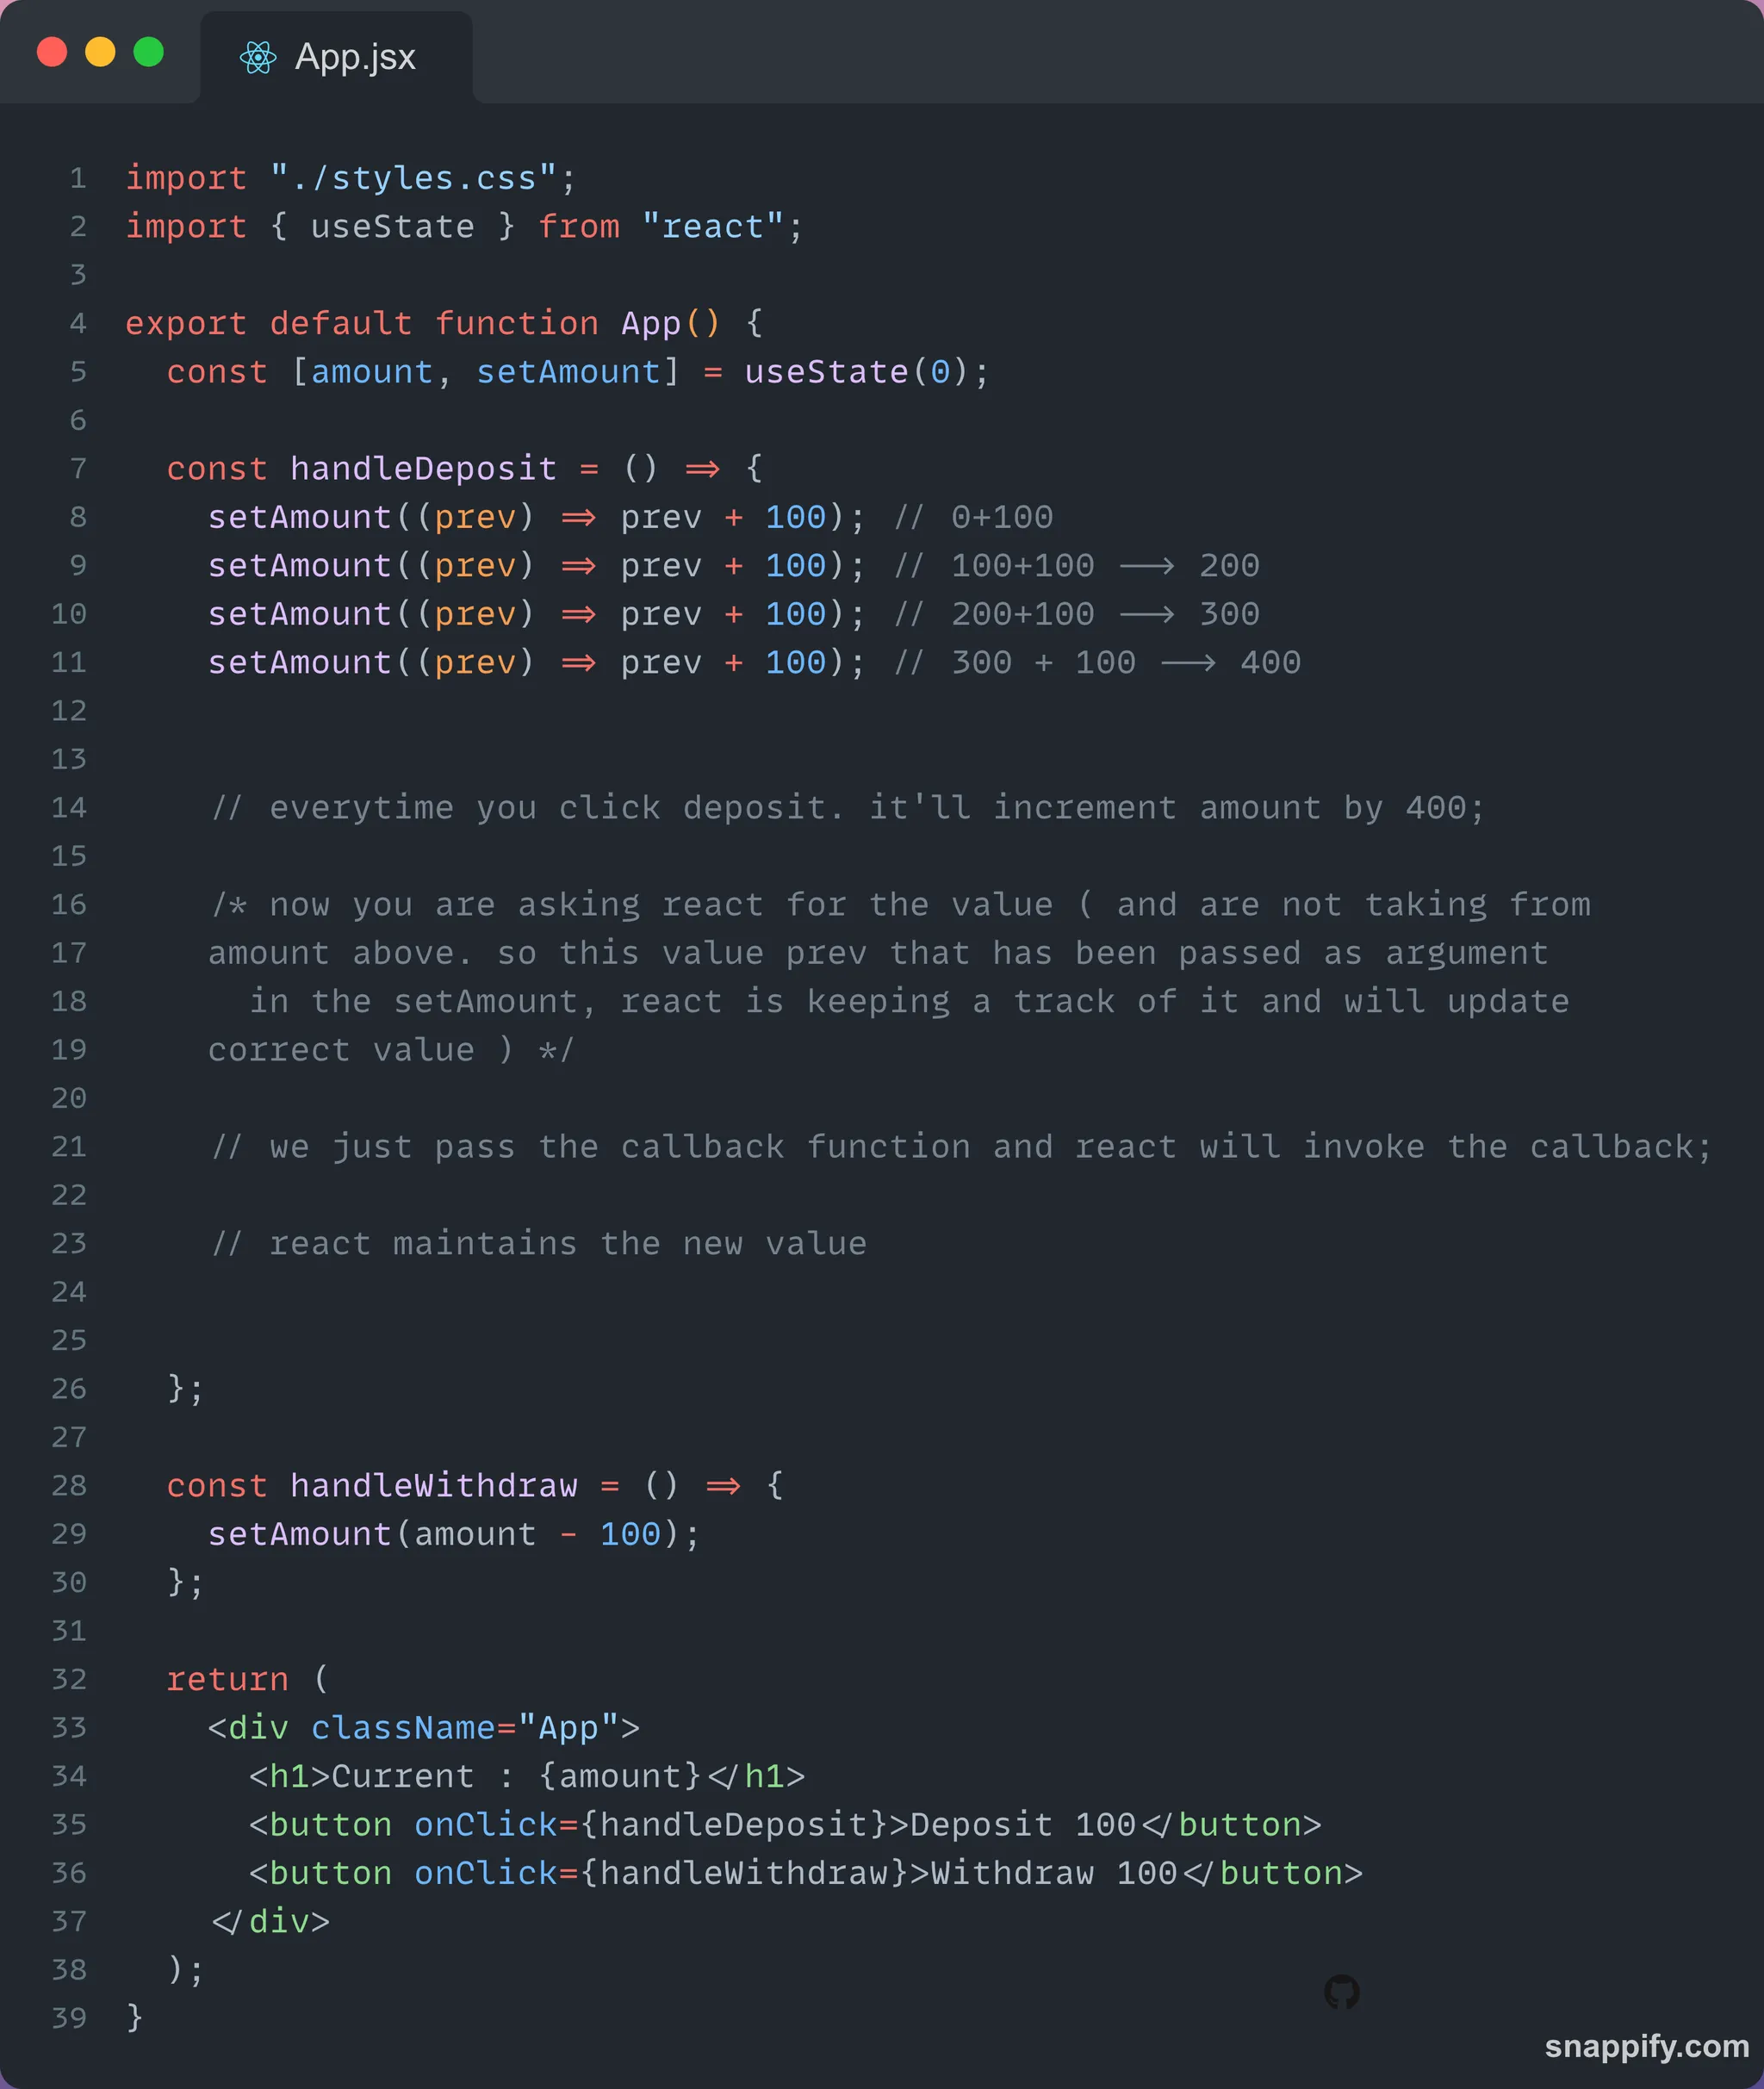 App.jsx
1 import "./styles.css";
2 import { useState } from "react";
3
4 export default function App() {
5   const [amount, setAmount] = useState(0);
6
7   const handleDeposit = () => {
8     setAmount((prev) => prev + 100); // 0+100
9     setAmount((prev) => prev + 100); // 100+100 --> 200
10     setAmount((prev) => prev + 100); // 200+100 --> 300
11     setAmount((prev) => prev + 100); // 300 + 100 --> 400
12
13
14     // everytime you click deposit. it'll increment amount by 400;
15
16     /* now you are asking react for the value ( and are not taking from
17     amount above. so this value prev that has been passed as argument
18       in the setAmount, react is keeping a track of it and will update
19     correct value ) */
20
21     // we just pass the callback function and react will invoke the callback;
22
23     // react maintains the new value
24
25
26   };
27
28   const handleWithdraw = () => {
29     setAmount(amount - 100);
30   };
31
32   return (
33     <div className="App">
34       <h1>Current : {amount}</h1>
35       <button onClick={handleDeposit}>Deposit 100</button>
36       <button onClick={handleWithdraw}>Withdraw 100</button>
37     </div>
38   );
39 }
snappify.com